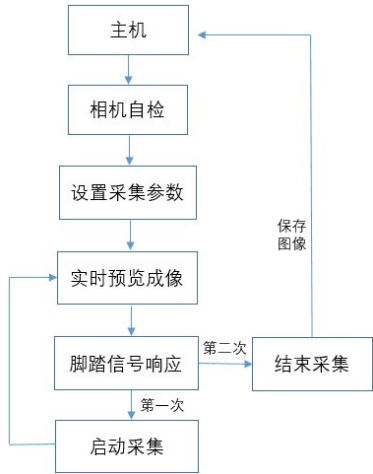 主机
相机自检
设置采集参数
保存
图像
实时预览成像
脚踏信号响应
第二次
结束采集
第一次
启动采集